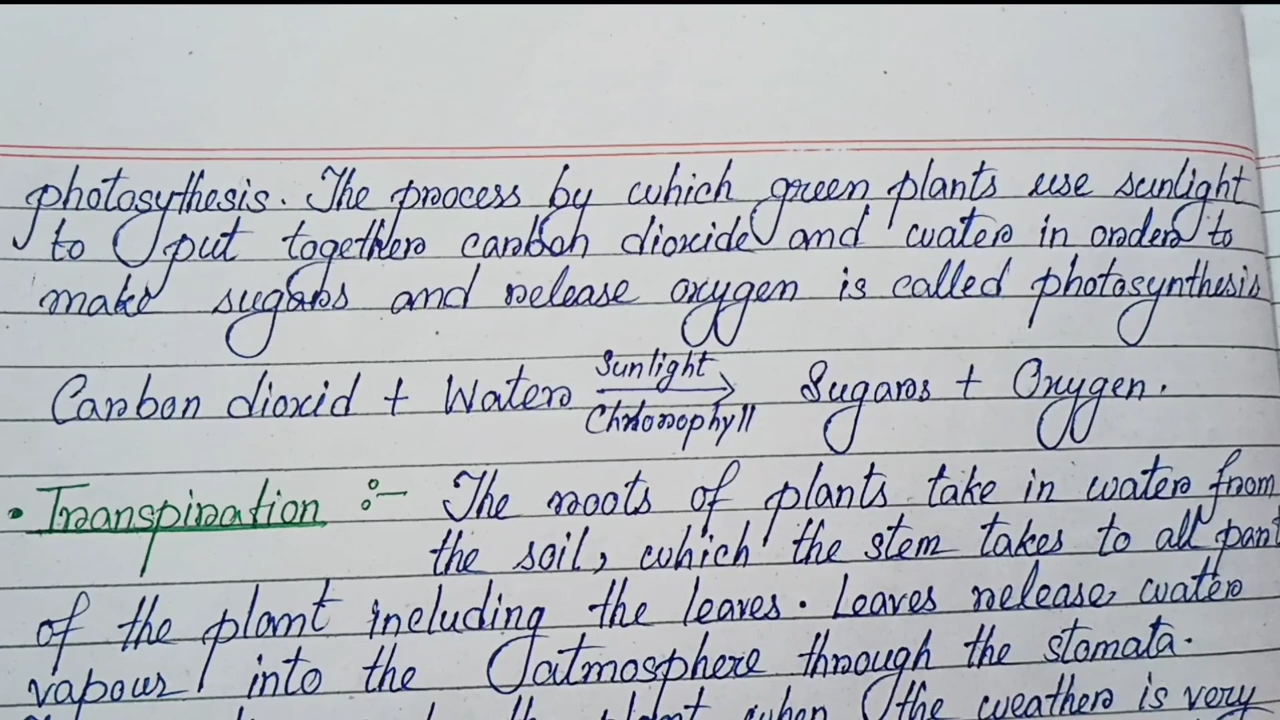 photosythesis. The process by which green plants use sunlight
to put together carbon dioxide and water in order to
make sugars and release oxygen is called photosynthesis
Carbon dioxid + Water Sunlight Chlorophyll → Sugars + Oxygen.
• Transpiration :- The roots of plants take in water from
the soil, which the stem takes to all part
of the plant including the leaves. Leaves release water
vapour into the atmosphere through the stomata.
plant when the weather is very